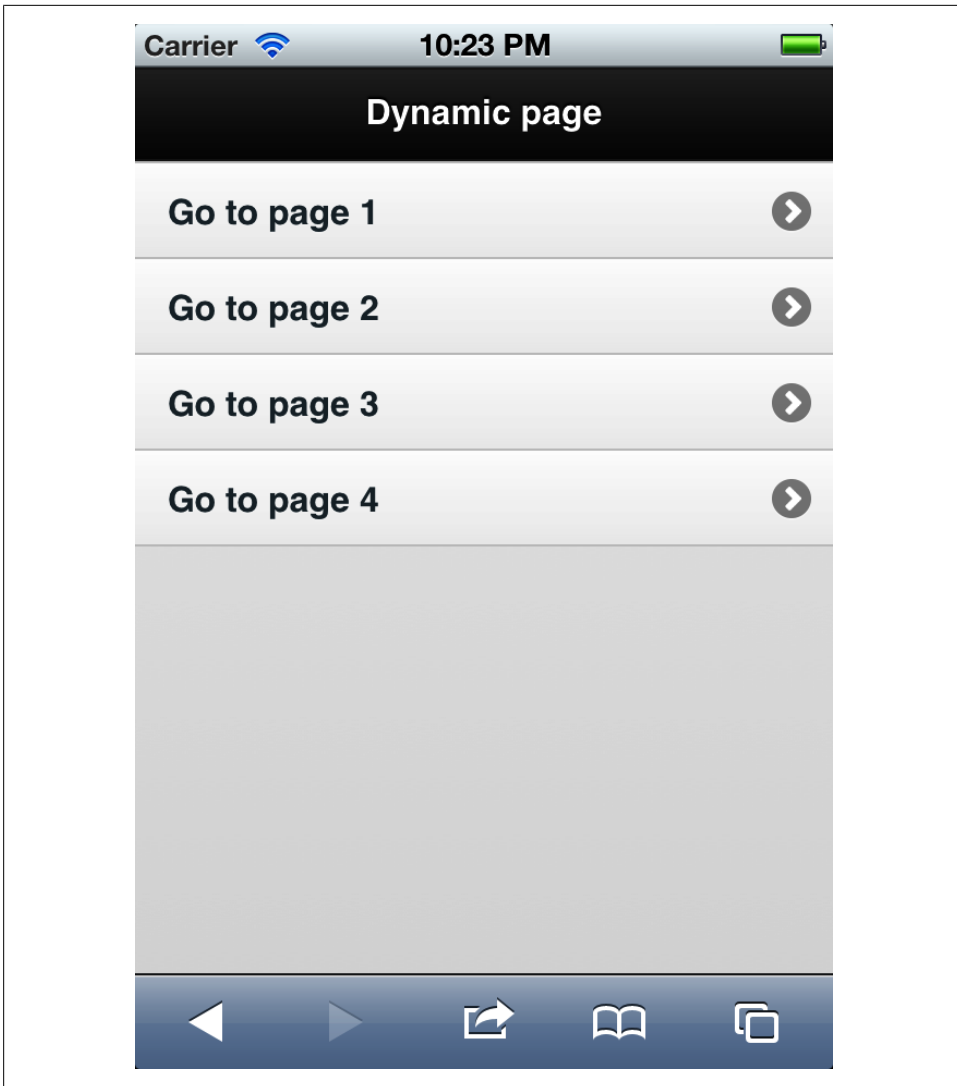 Carrier 10:23 PM
Dynamic page
Go to page 1
Go to page 2
Go to page 3
Go to page 4